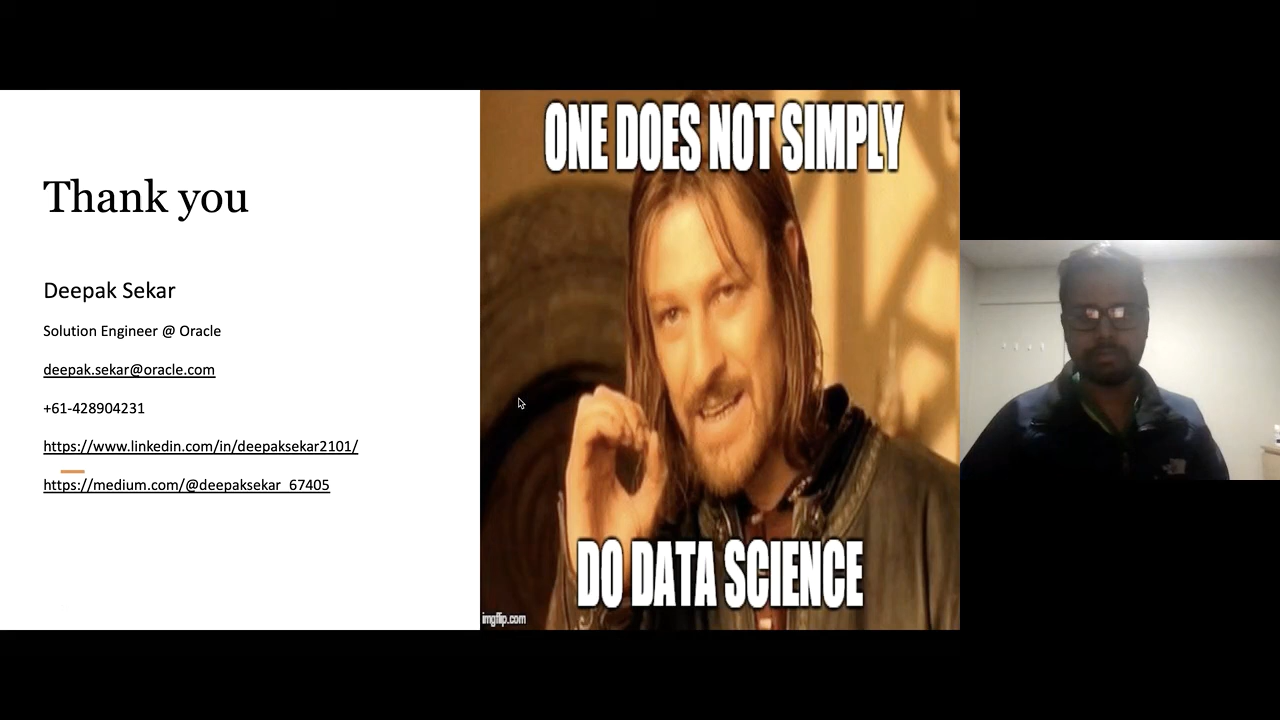 Thank you
Deepak Sekar
Solution Engineer @ Oracle
deepak.sekar@oracle.com
+61-428904231
https://www.linkedin.com/in/deepaksekar2101/
https://medium.com/@deepaksekar_67405
ONE DOES NOT SIMPLY
DO DATA SCIENCE
imgflip.com